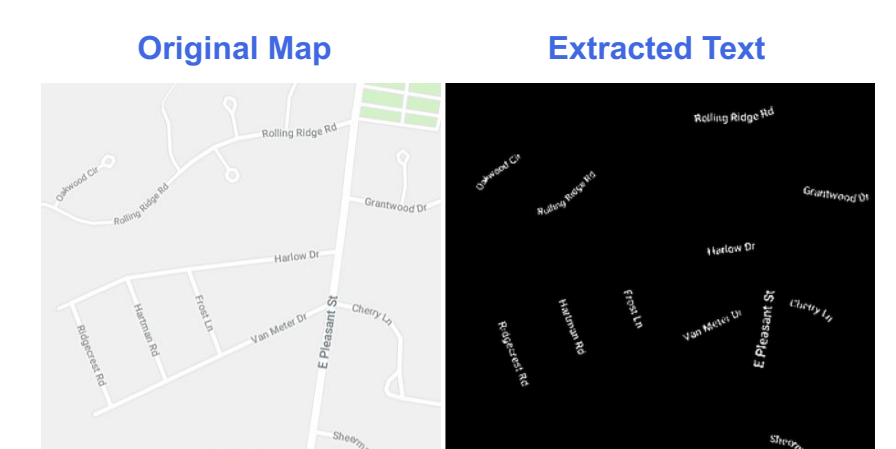 Original Map
Extracted Text
Rolling Ridge Rd
Oakwood Cir
Rolling Ridge Rd
Grantwood Dr
Harlow Dr
Frost Ln
Hartman Rd
Ridgecrest Rd
Van Meter Dr
E Pleasant St
Cherry Ln
Rolling Ridge Rd
Oakwood Cir
Rolling Ridge Rd
Grantwood Dr
Harlow Dr
Frost Ln
Hartman Rd
Ridgecrest Rd
Van Meter Dr
E Pleasant St
Cherry Ln